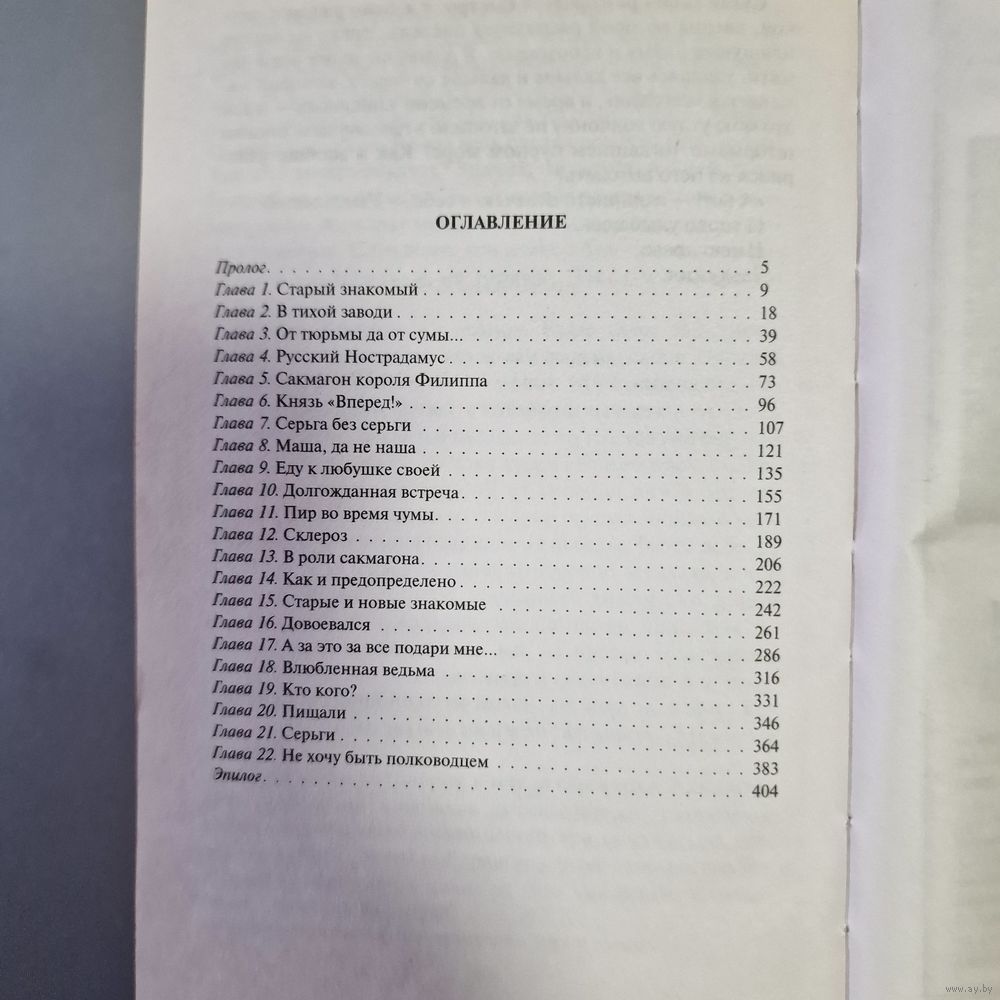 ОГЛАВЛЕНИЕ
Пролог. . . . . . . . . . . . . . . . . . . . . . . . . . . . . . 5
Глава 1. Старый знакомый . . . . . . . . . . . . . . . . . . . . 9
Глава 2. В тихой заводи . . . . . . . . . . . . . . . . . . . . 18
Глава 3. От тюрьмы да от сумы... . . . . . . . . . . . . . . . . 39
Глава 4. Русский Нострадамус . . . . . . . . . . . . . . . . . . 58
Глава 5. Сакмагон короля Филиппа . . . . . . . . . . . . . . . . 73
Глава 6. Князь «Вперед!» . . . . . . . . . . . . . . . . . . . . 96
Глава 7. Серьга без серьги . . . . . . . . . . . . . . . . . . . 107
Глава 8. Маша, да не наша . . . . . . . . . . . . . . . . . . . 121
Глава 9. Еду к любушке своей . . . . . . . . . . . . . . . . . . 135
Глава 10. Долгожданная встреча . . . . . . . . . . . . . . . . . 155
Глава 11. Пир во время чумы. . . . . . . . . . . . . . . . . . . 171
Глава 12. Склероз . . . . . . . . . . . . . . . . . . . . . . . 189
Глава 13. В роли сакмагона . . . . . . . . . . . . . . . . . . . 206
Глава 14. Как и предопределено . . . . . . . . . . . . . . . . . 222
Глава 15. Старые и новые знакомые . . . . . . . . . . . . . . . 242
Глава 16. Довоевался . . . . . . . . . . . . . . . . . . . . . . 261
Глава 17. А за это за все подари мне... . . . . . . . . . . . . 286
Глава 18. Влюбленная ведьма . . . . . . . . . . . . . . . . . . 316
Глава 19. Кто кого? . . . . . . . . . . . . . . . . . . . . . . 331
Глава 20. Пищали . . . . . . . . . . . . . . . . . . . . . . . . 346
Глава 21. Серьги . . . . . . . . . . . . . . . . . . . . . . . . 364
Глава 22. Не хочу быть полководцем . . . . . . . . . . . . . . . 383
Эпилог. . . . . . . . . . . . . . . . . . . . . . . . . . . . . 404
www.ay.by